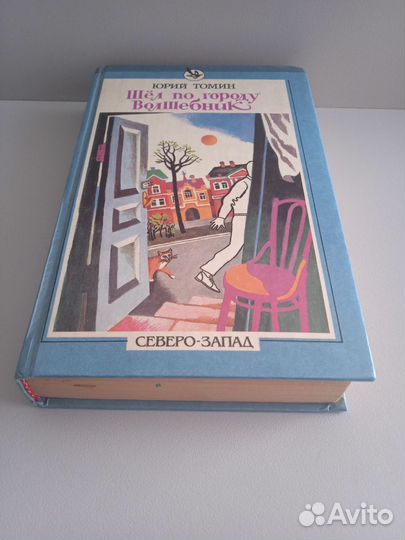 ЮРИЙ ТОМИН
Шёл по городу
Волшебник
СЕВЕРО-ЗАПАД
Avito